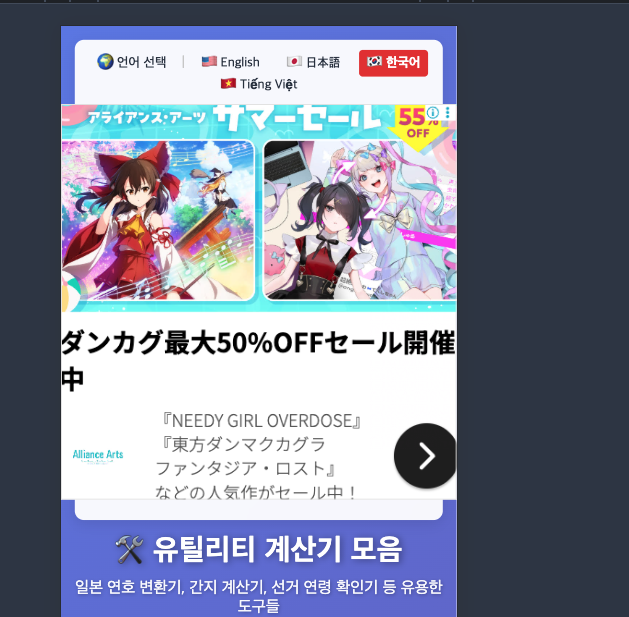 언어 선택 | English 日本語 한국어
Tiếng Việt
アライアンス・アーツ サマーセール
55% OFF
ダンカグ最大50%OFFセール開催
中
『NEEDY GIRL OVERDOSE』
『東方ダンマクカグラ
ファンタジア・ロスト』
などの人気作がセール中！
Alliance Arts
유틸리티 계산기 모음
일본 연호 변환기, 간지 계산기, 선거 연령 확인기 등 유용한
도구들